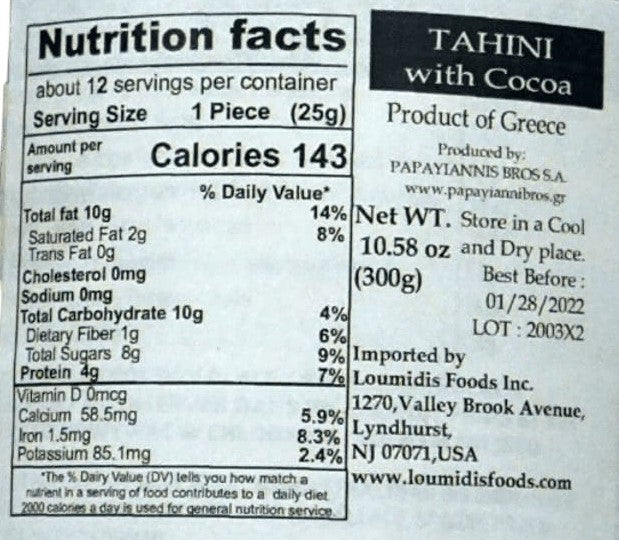 Nutrition facts
about 12 servings per container
Serving Size 1 Piece (25g)
Amount per
serving
Calories 143
% Daily Value*
Total fat 10g 14%
Saturated Fat 2g 8%
Trans Fat 0g
Cholesterol 0mg
Sodium 0mg
Total Carbohydrate 10g 4%
Dietary Fiber 1g 6%
Total Sugars 8g 9%
Protein 4g 7%
Vitamin D 0mcg
Calcium 58.5mg 5.9%
Iron 1.5mg 8.3%
Potassium 85.1mg 2.4%
*The % Dairy Value (DV) tells you how match a
nutrient in a serving of food contributes to a daily diet
2000 calories a day is used for general nutrition service.
TAHINI
with Cocoa
Product of Greece
Produced by:
PAPAYIANNIS BROS S.A.
www.papayiannibros.gr
Net WT.
10.58 oz
(300g)
Store in a Cool
and Dry place.
Best Before :
01/28/2022
LOT : 2003X2
Imported by
Loumidis Foods Inc.
1270,Valley Brook Avenue,
Lyndhurst,
NJ 07071,USA
www.loumidisfoods.com